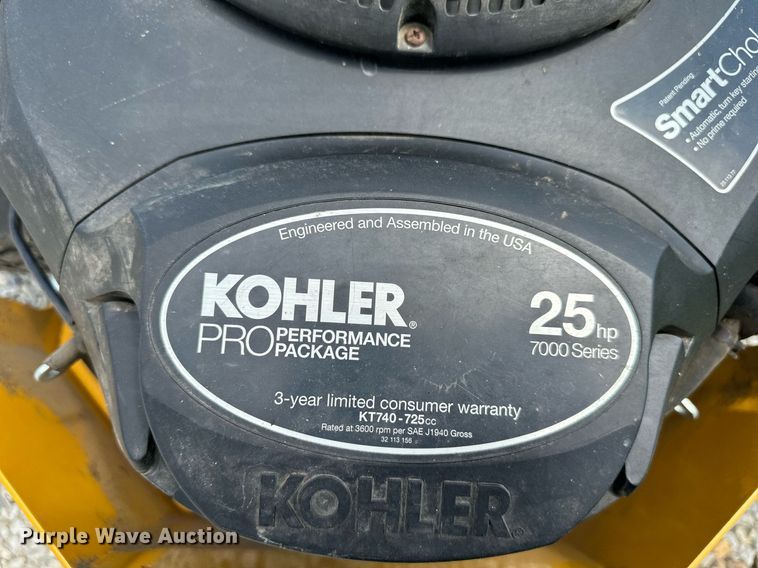 Patent Pending
Smart-Cho
• Automatic, turn key starting
• No prime required
Engineered and Assembled in the USA
KOHLER®
PRO PERFORMANCE PACKAGE
25 hp
7000 Series
3-year limited consumer warranty
KT740-725cc
Rated at 3600 rpm per SAE J1940 Gross
32 113 156
KOHLER®
Purple Wave Auction